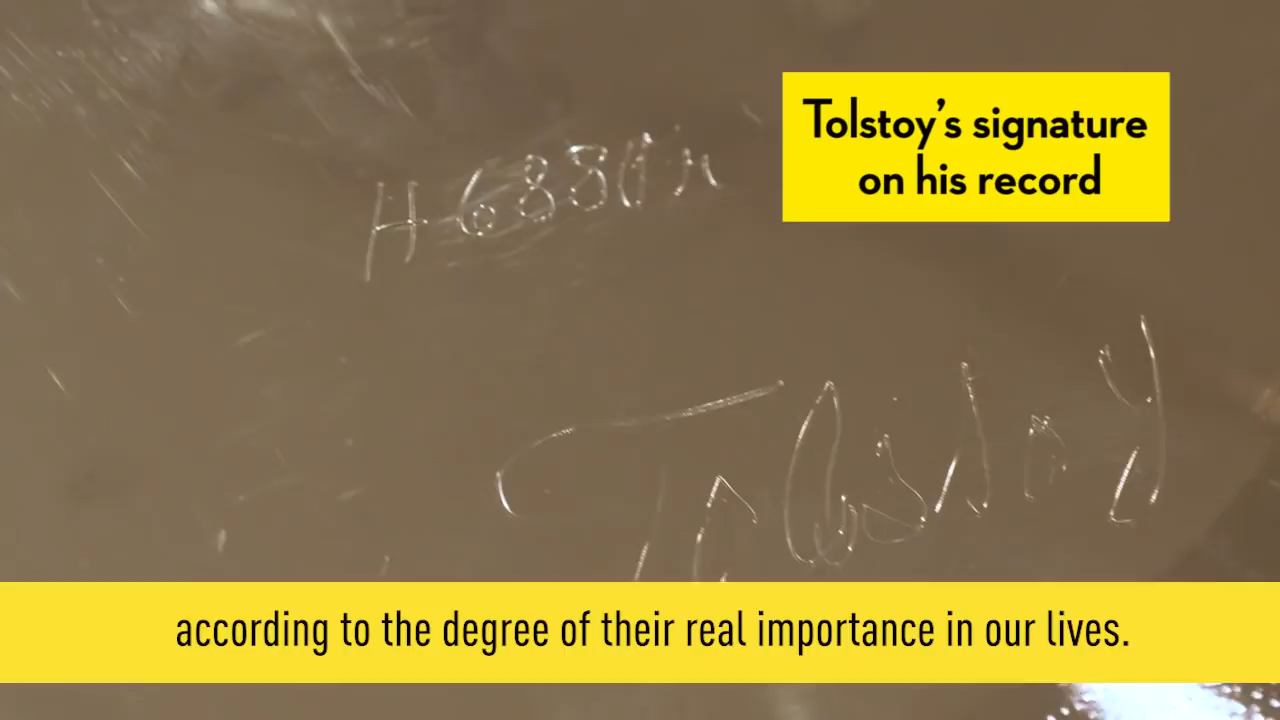 Tolstoy's signature
on his record
Tolstoy
according to the degree of their real importance in our lives.